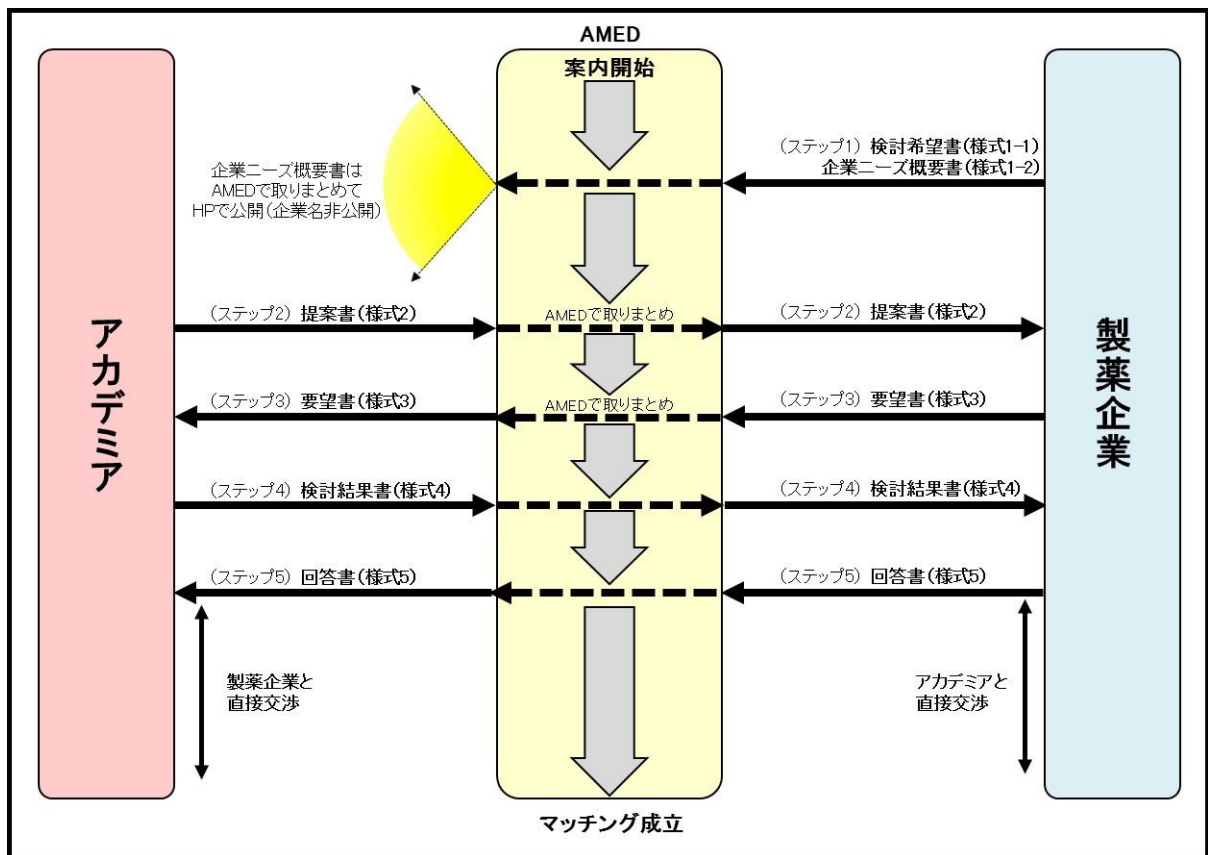 AMED
案内開始
(ステップ1) 検討希望書(様式1-1)
企業ニーズ概要書(様式1-2)
企業ニーズ概要書は
AMEDで取りまとめて
HPで公開(企業名非公開)
アカデミア
製薬企業
(ステップ2) 提案書(様式2)
AMEDで取りまとめ
(ステップ2) 提案書(様式2)
(ステップ3) 要望書(様式3)
AMEDで取りまとめ
(ステップ3) 要望書(様式3)
(ステップ4) 検討結果書(様式4)
(ステップ4) 検討結果書(様式4)
(ステップ5) 回答書(様式5)
(ステップ5) 回答書(様式5)
製薬企業と
直接交渉
アカデミアと
直接交渉
マッチング成立